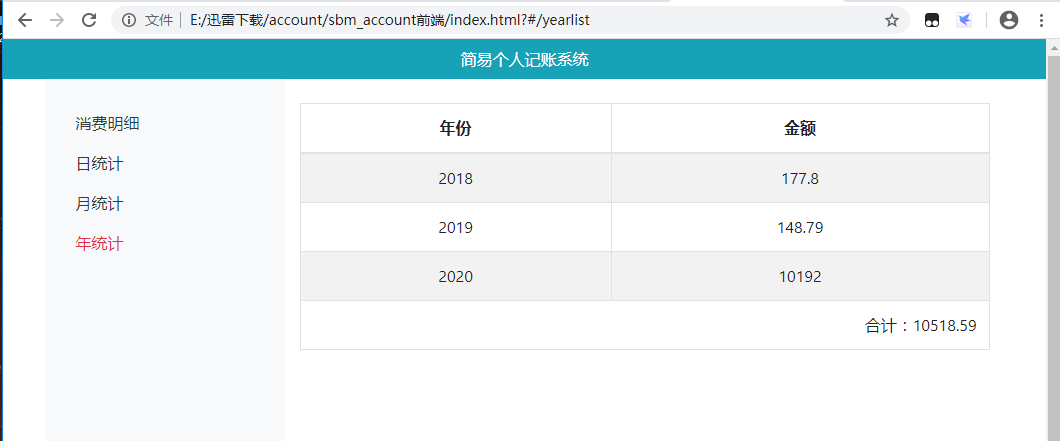 文件 E:/迅雷下载/account/sbm_account前端/index.html?#/yearlist
简易个人记账系统
消费明细
日统计
月统计
年统计
年份 金额
2018 177.8
2019 148.79
2020 10192
合计：10518.59